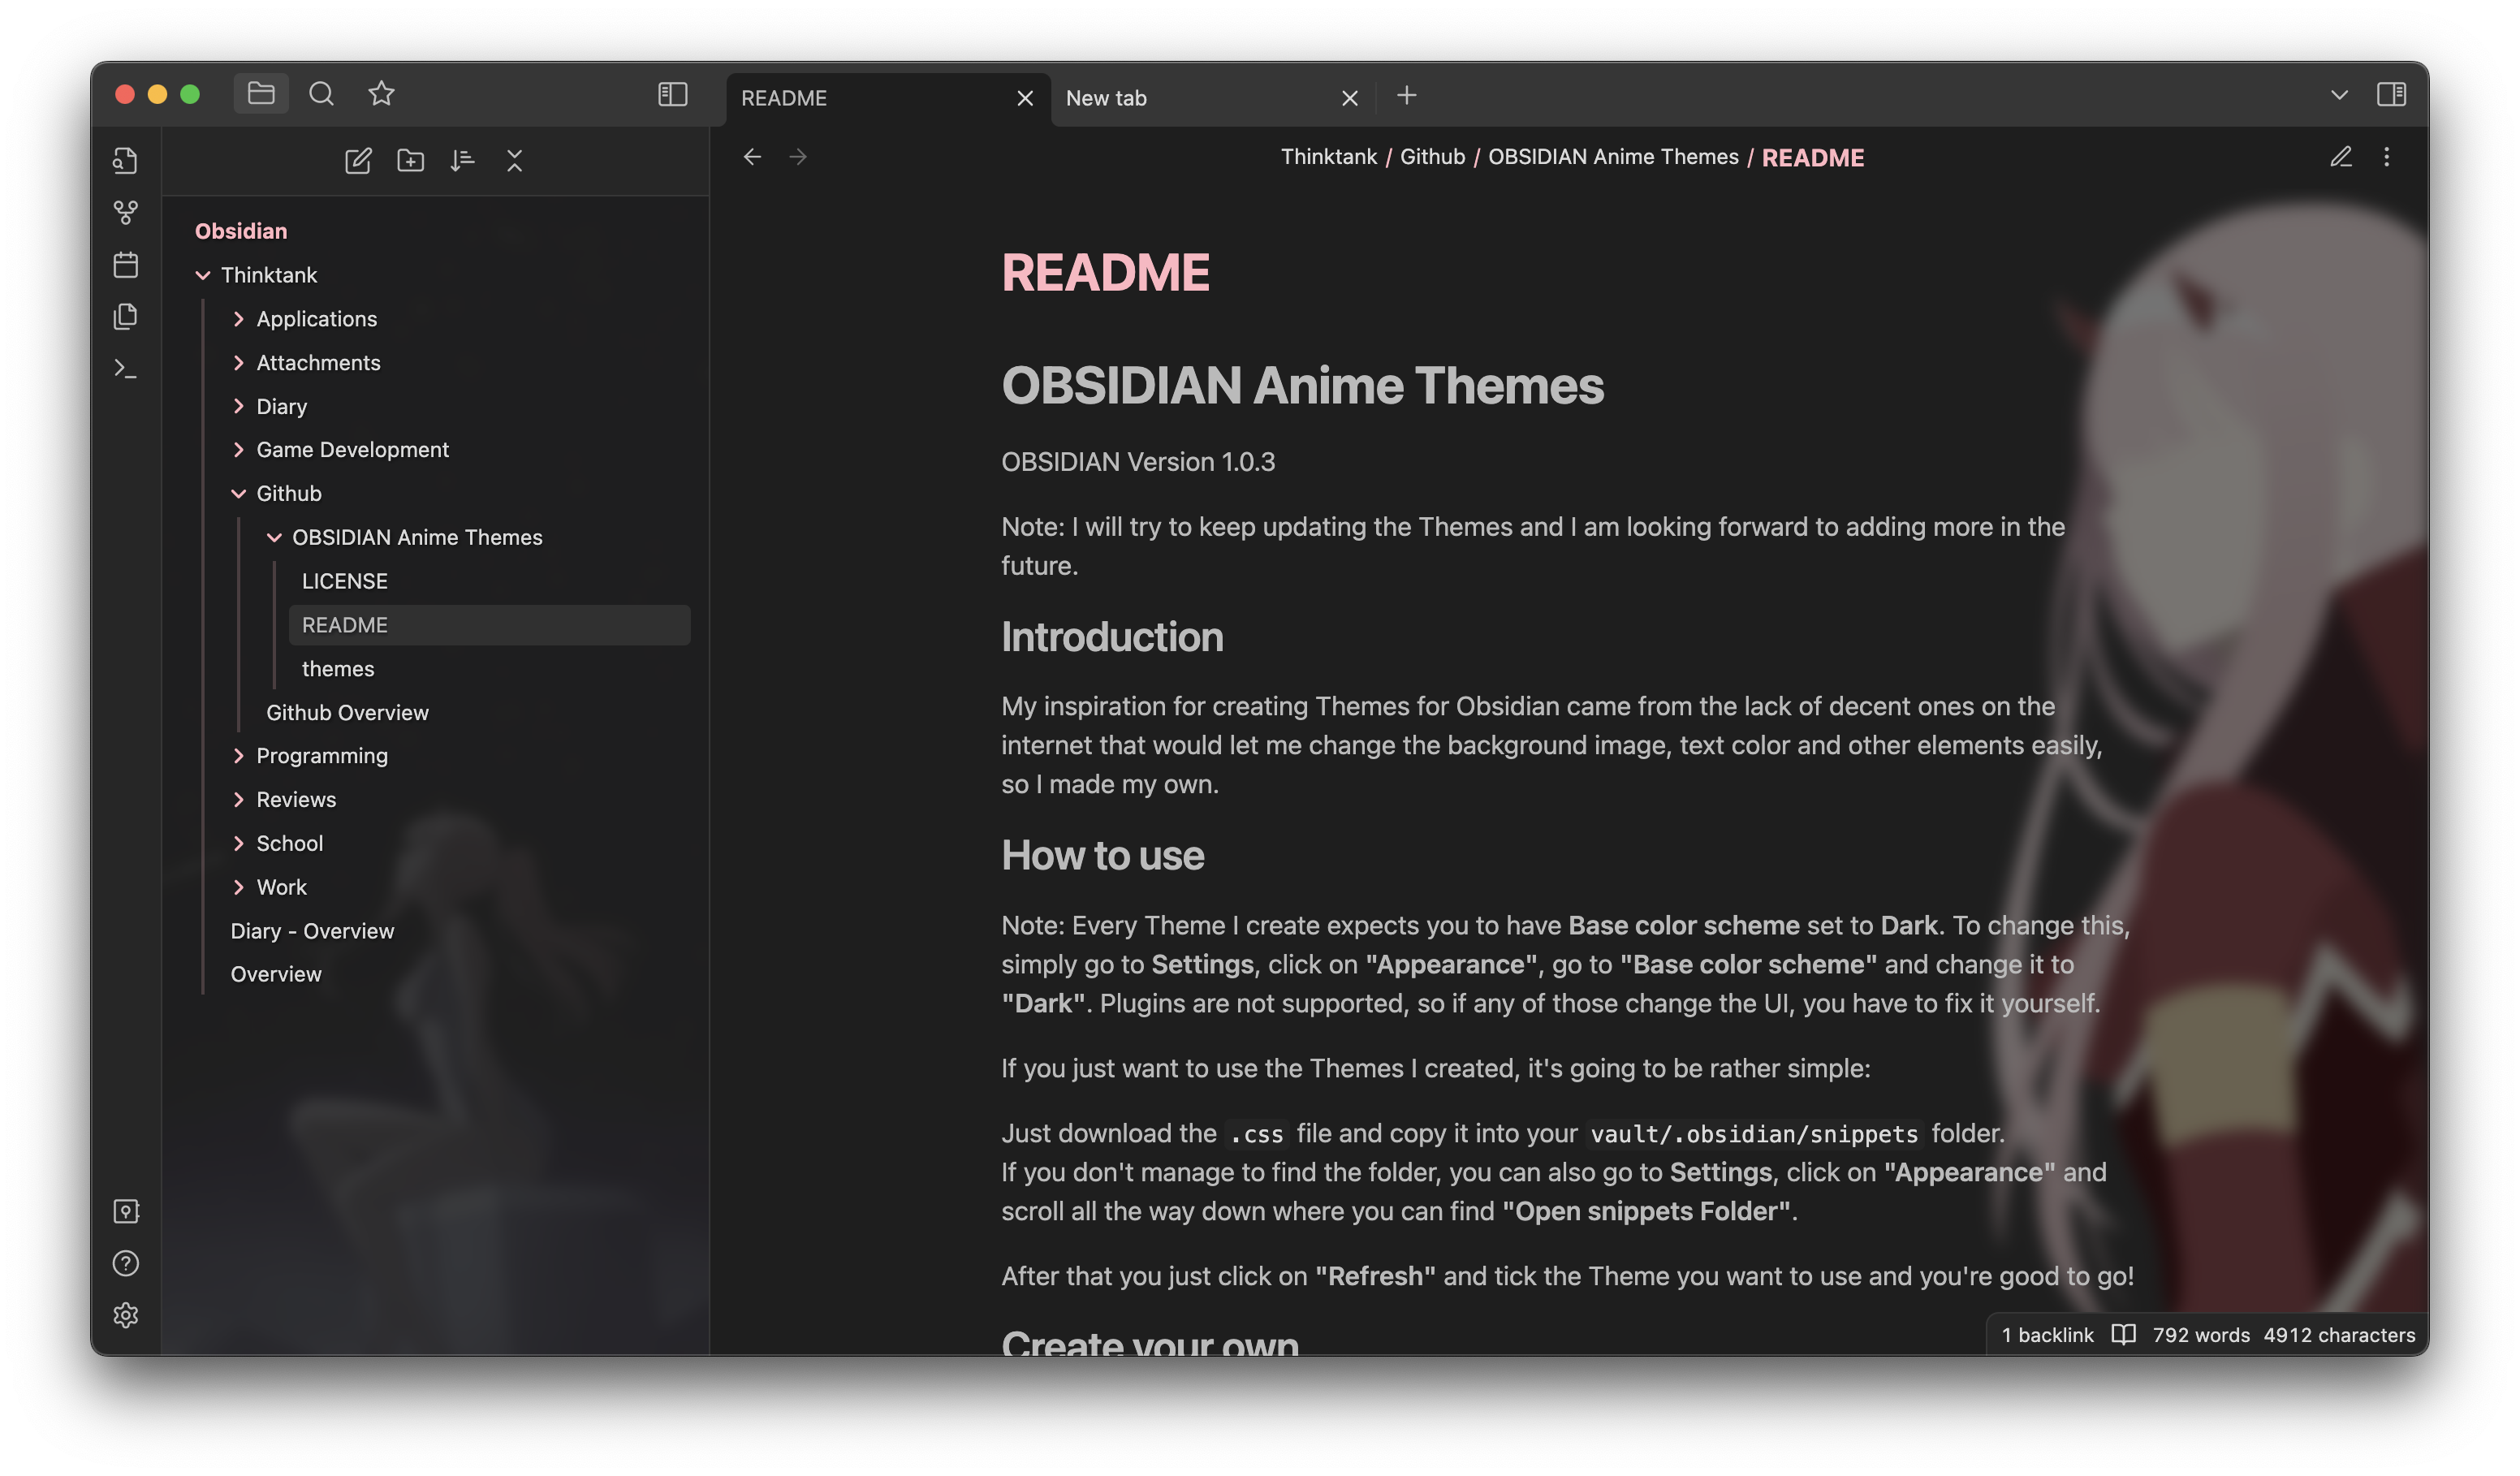 README
New tab
Thinktank / Github / OBSIDIAN Anime Themes / README
Obsidian
Thinktank
Applications
Attachments
Diary
Game Development
Github
OBSIDIAN Anime Themes
LICENSE
README
themes
Github Overview
Programming
Reviews
School
Work
Diary - Overview
Overview
README
OBSIDIAN Anime Themes
OBSIDIAN Version 1.0.3
Note: I will try to keep updating the Themes and I am looking forward to adding more in the
future.
Introduction
My inspiration for creating Themes for Obsidian came from the lack of decent ones on the
internet that would let me change the background image, text color and other elements easily,
so I made my own.
How to use
Note: Every Theme I create expects you to have Base color scheme set to Dark. To change this,
simply go to Settings, click on "Appearance", go to "Base color scheme" and change it to
"Dark". Plugins are not supported, so if any of those change the UI, you have to fix it yourself.
If you just want to use the Themes I created, it's going to be rather simple:
Just download the .css file and copy it into your vault/.obsidian/snippets folder.
If you don't manage to find the folder, you can also go to Settings, click on "Appearance" and
scroll all the way down where you can find "Open snippets Folder".
After that you just click on "Refresh" and tick the Theme you want to use and you're good to go!
Create your own
1 backlink 792 words 4912 characters